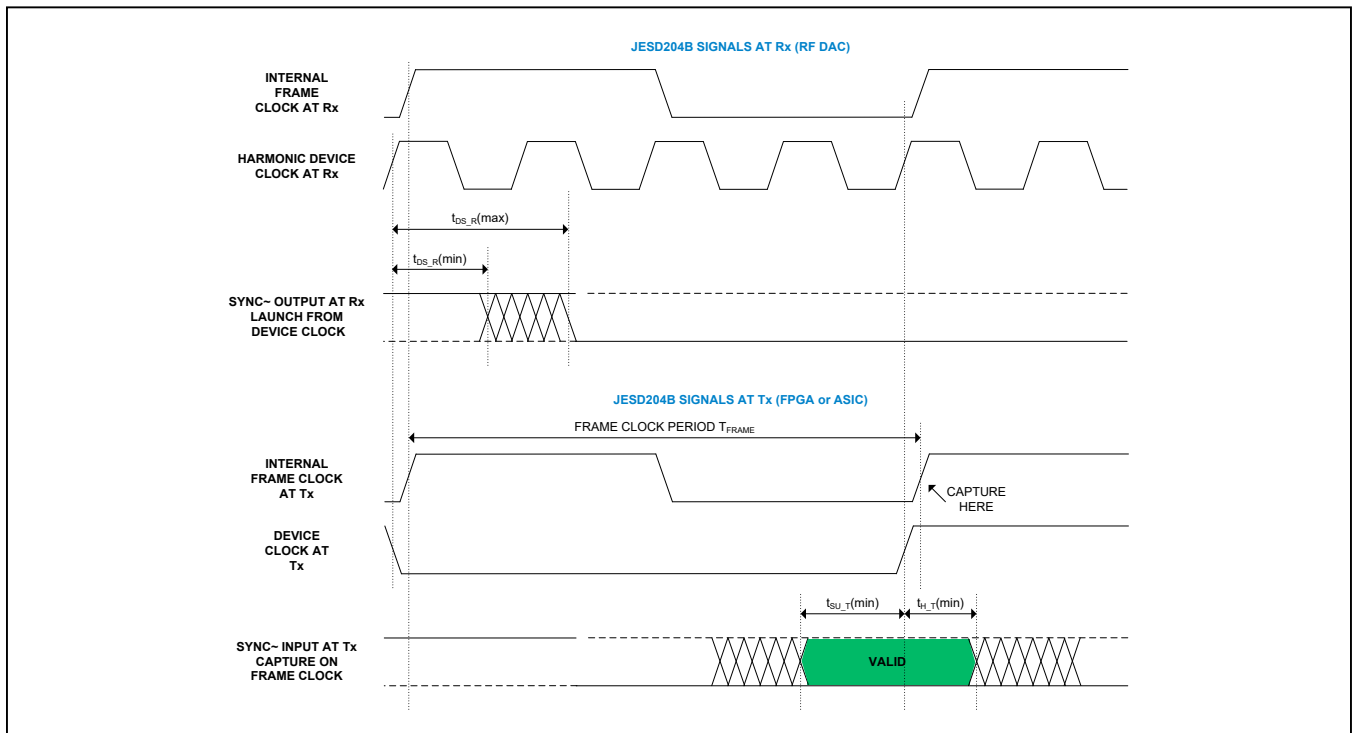 JESD204B SIGNALS AT Rx (RF DAC)
INTERNAL
FRAME
CLOCK AT Rx
HARMONIC DEVICE
CLOCK AT Rx
tDS_R(max)
tDS_R(min)
SYNC~ OUTPUT AT Rx
LAUNCH FROM
DEVICE CLOCK
JESD204B SIGNALS AT Tx (FPGA or ASIC)
FRAME CLOCK PERIOD TFRAME
INTERNAL
FRAME CLOCK
AT Tx
CAPTURE
HERE
DEVICE
CLOCK AT
Tx
tSU_T(min)
tH_T(min)
SYNC~ INPUT AT Tx
CAPTURE ON
FRAME CLOCK
VALID